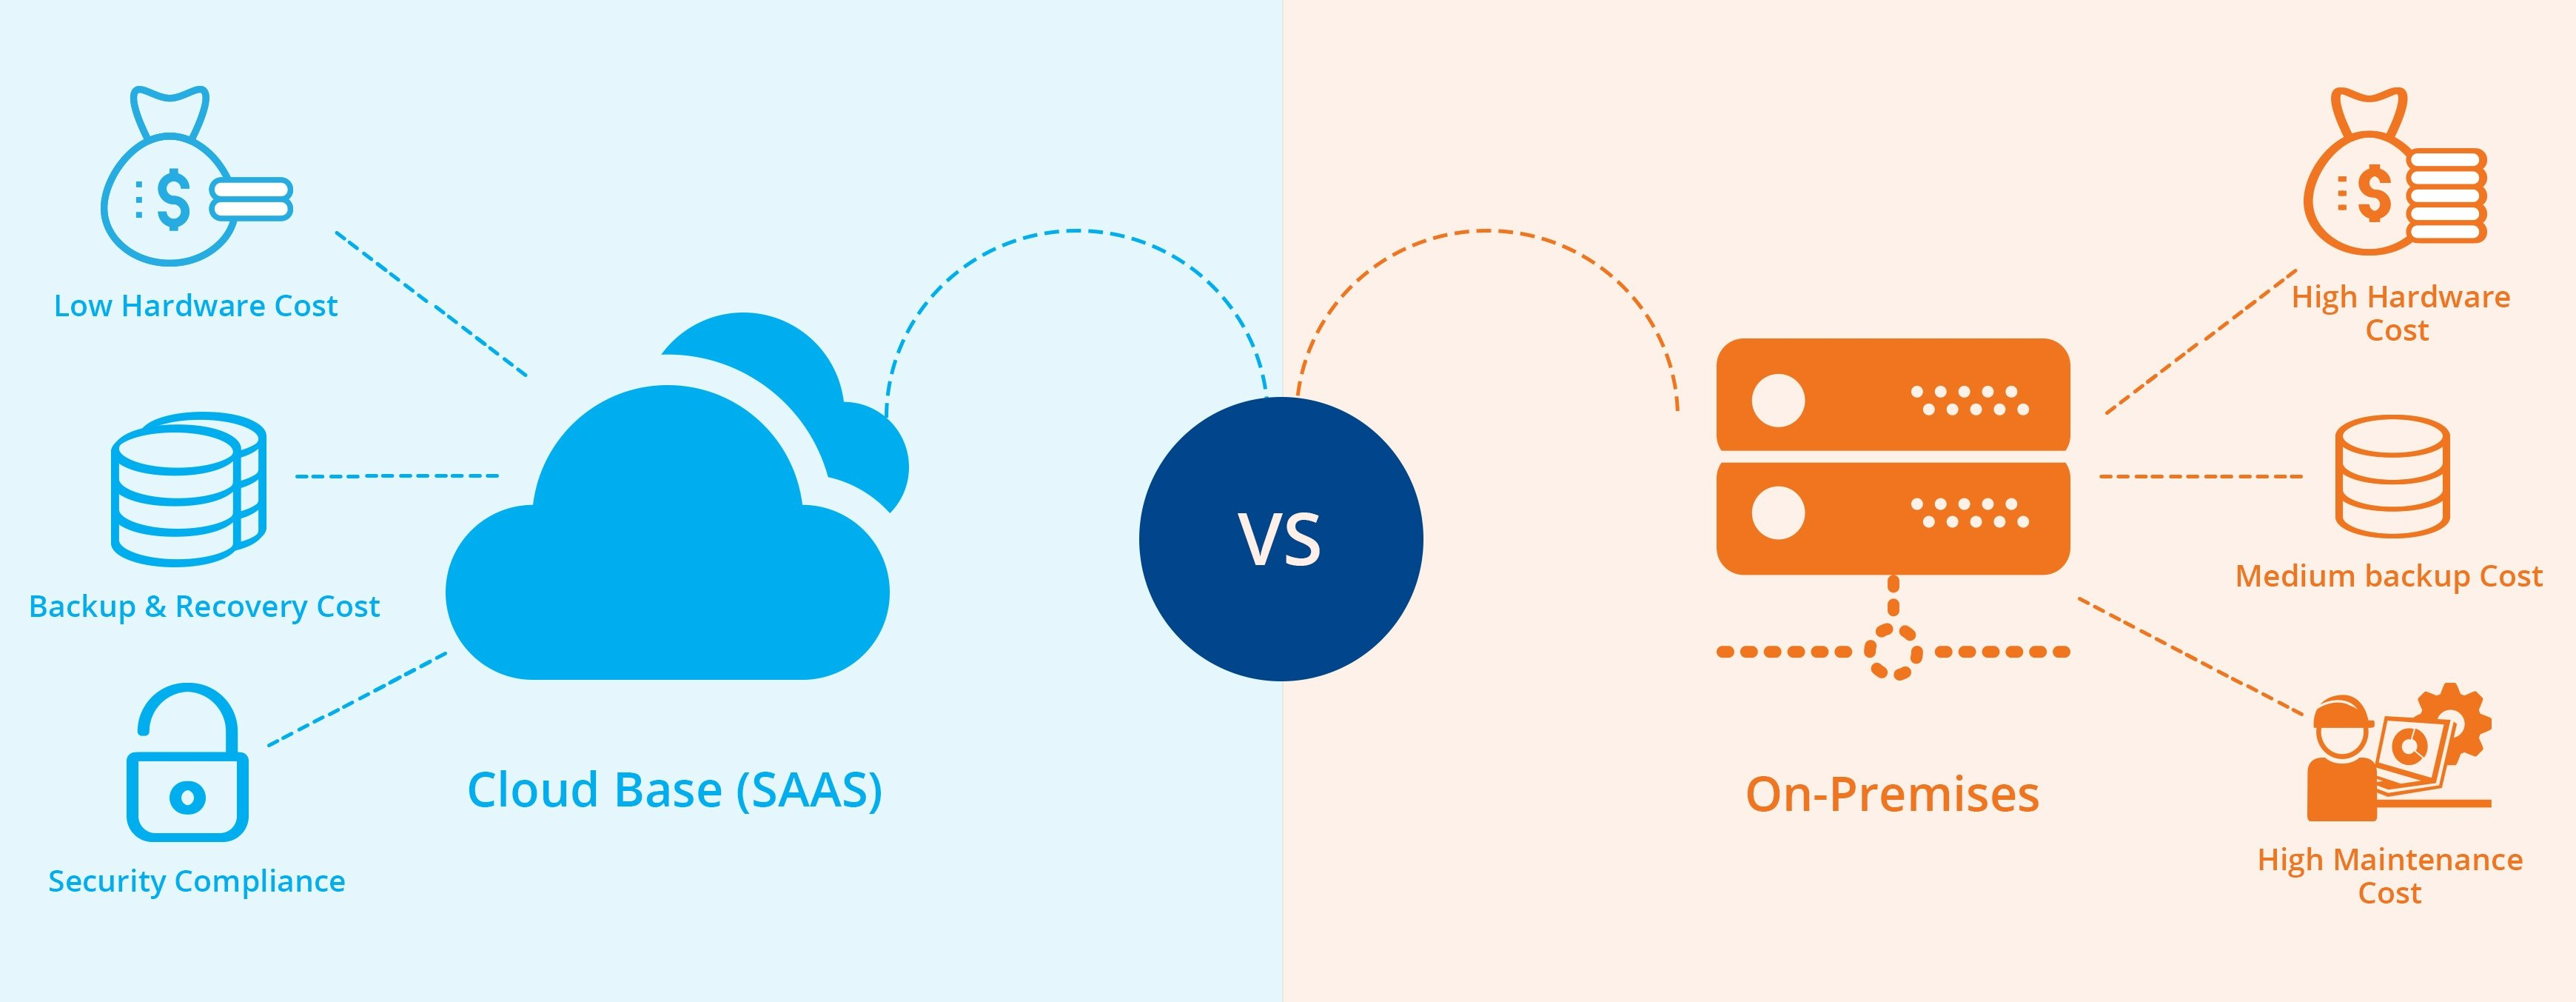 $
Low Hardware Cost
Backup & Recovery Cost
Security Compliance
Cloud Base (SAAS)
VS
On-Premises
$
High Hardware
Cost
Medium backup Cost
High Maintenance
Cost